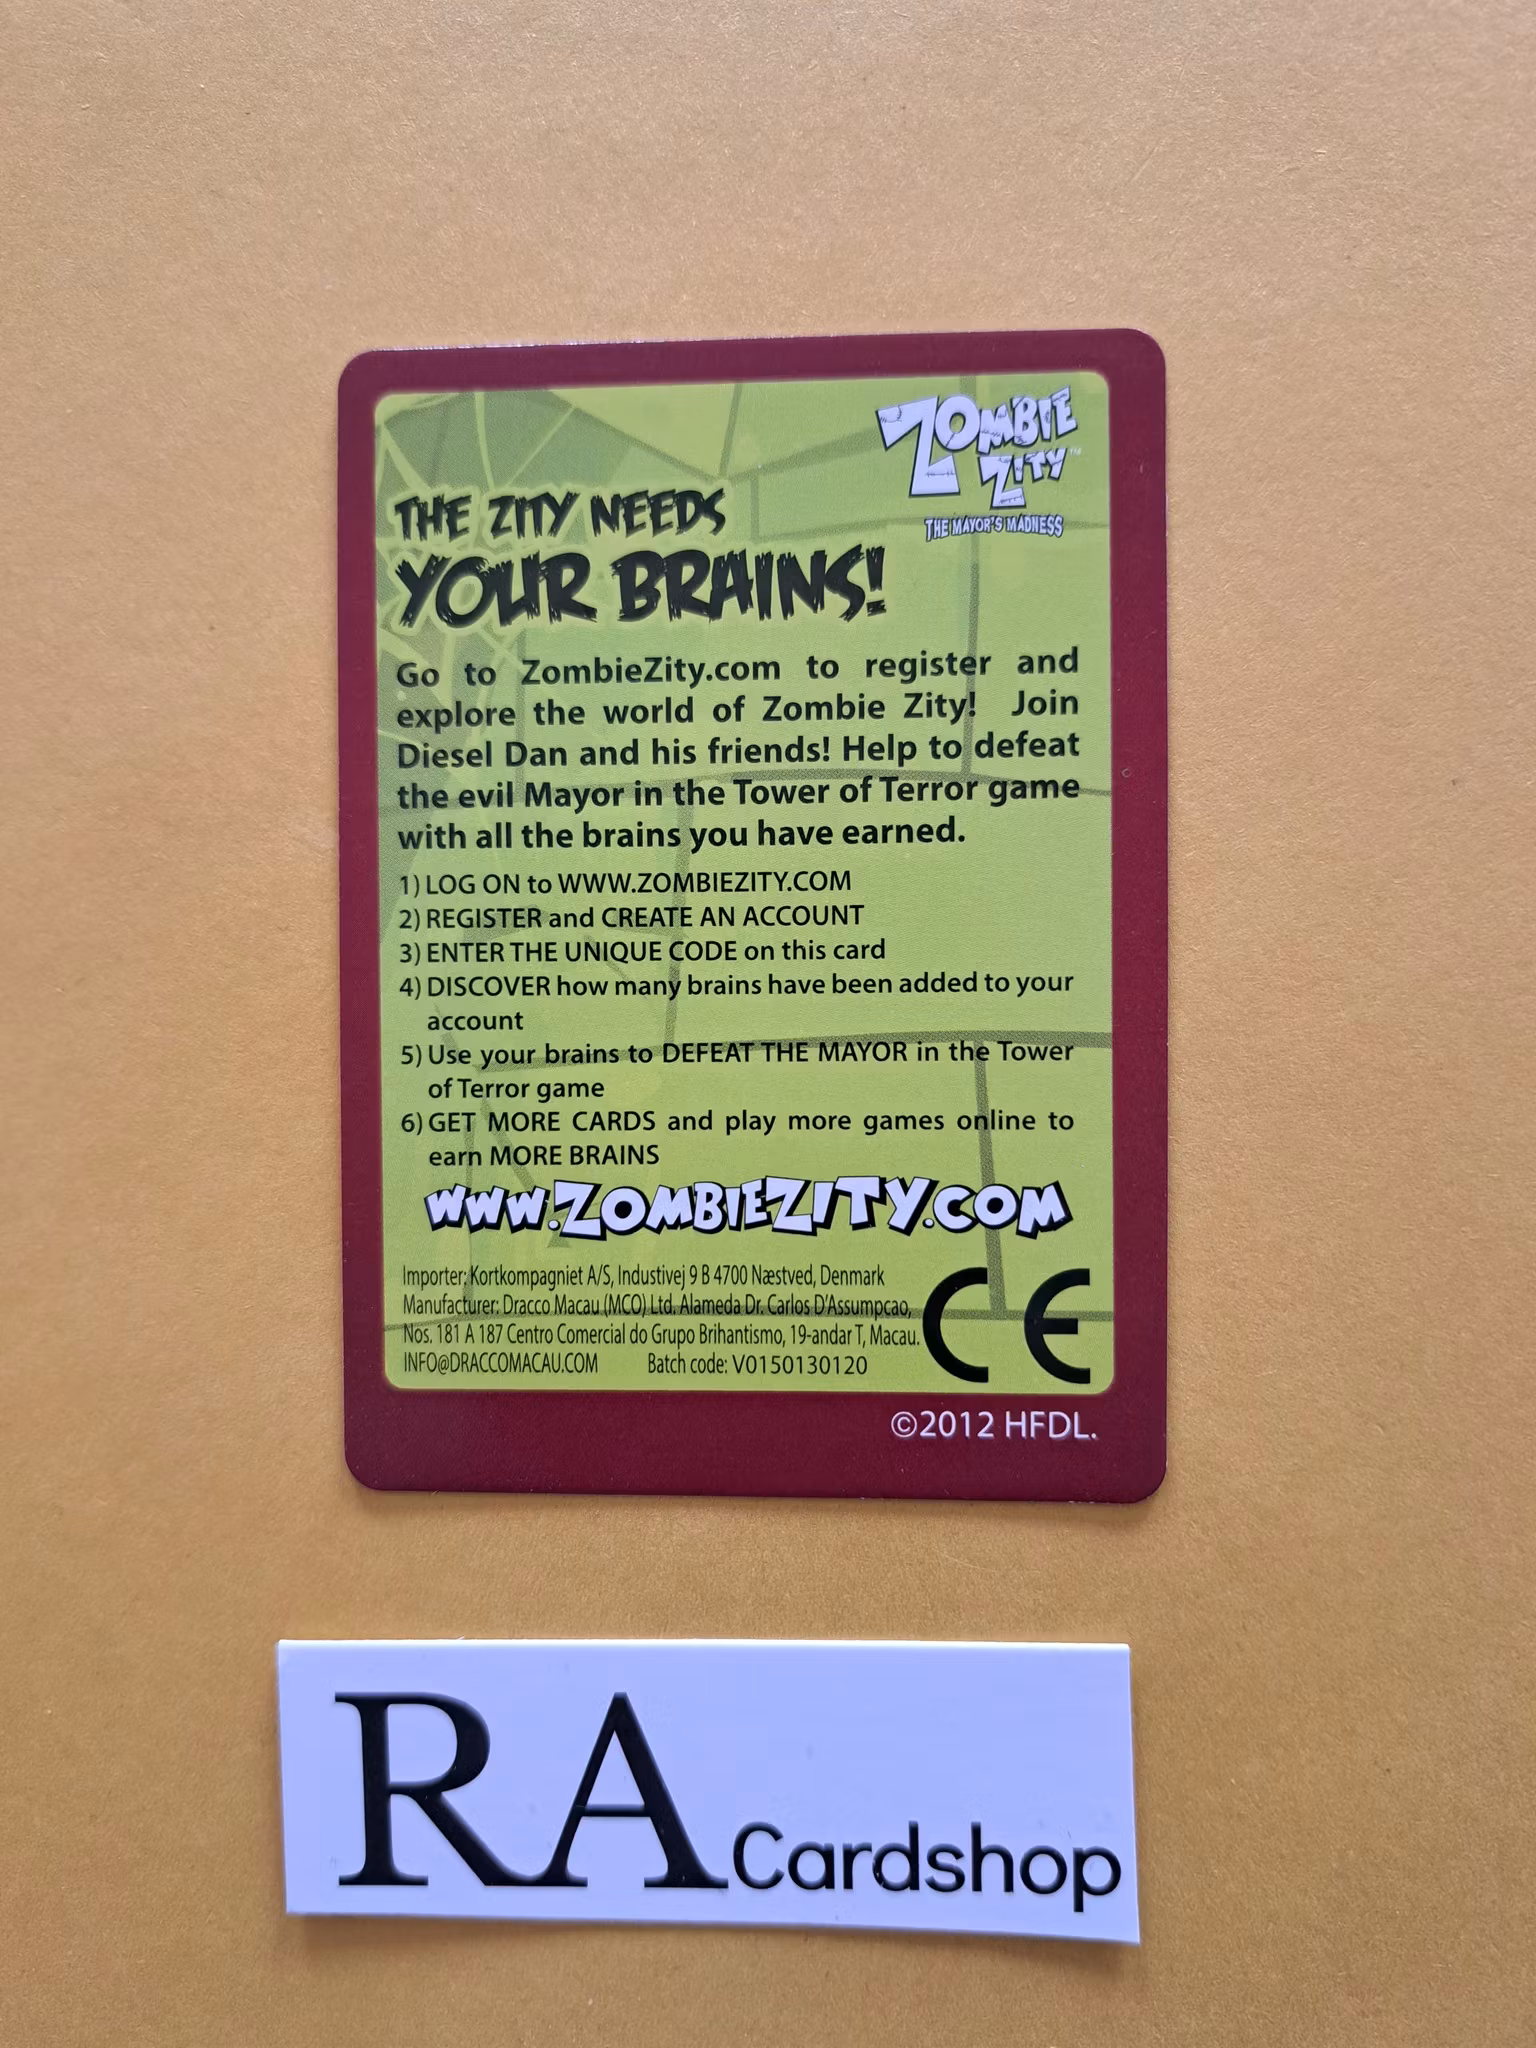 ZOMBIE
ZITY™
THE MAYOR'S MADNESS
THE ZITY NEEDS
YOUR BRAINS!
Go to ZombieZity.com to register and
explore the world of Zombie Zity! Join
Diesel Dan and his friends! Help to defeat
the evil Mayor in the Tower of Terror game
with all the brains you have earned.
1) LOG ON to WWW.ZOMBIEZITY.COM
2) REGISTER and CREATE AN ACCOUNT
3) ENTER THE UNIQUE CODE on this card
4) DISCOVER how many brains have been added to your
account
5) Use your brains to DEFEAT THE MAYOR in the Tower
of Terror game
6) GET MORE CARDS and play more games online to
earn MORE BRAINS
WWW.ZOMBIEZITY.COM
Importer: Kortkompagniet A/S, Industivej 9 B 4700 Næstved, Denmark
Manufacturer: Dracco Macau (MCO) Ltd. Alameda Dr. Carlos D'Assumpcao,
Nos. 181 A 187 Centro Comercial do Grupo Brihantismo, 19-andar T, Macau.
INFO@DRACCOMACAU.COM Batch code: V0150130120
CE
©2012 HFDL.
RA Cardshop